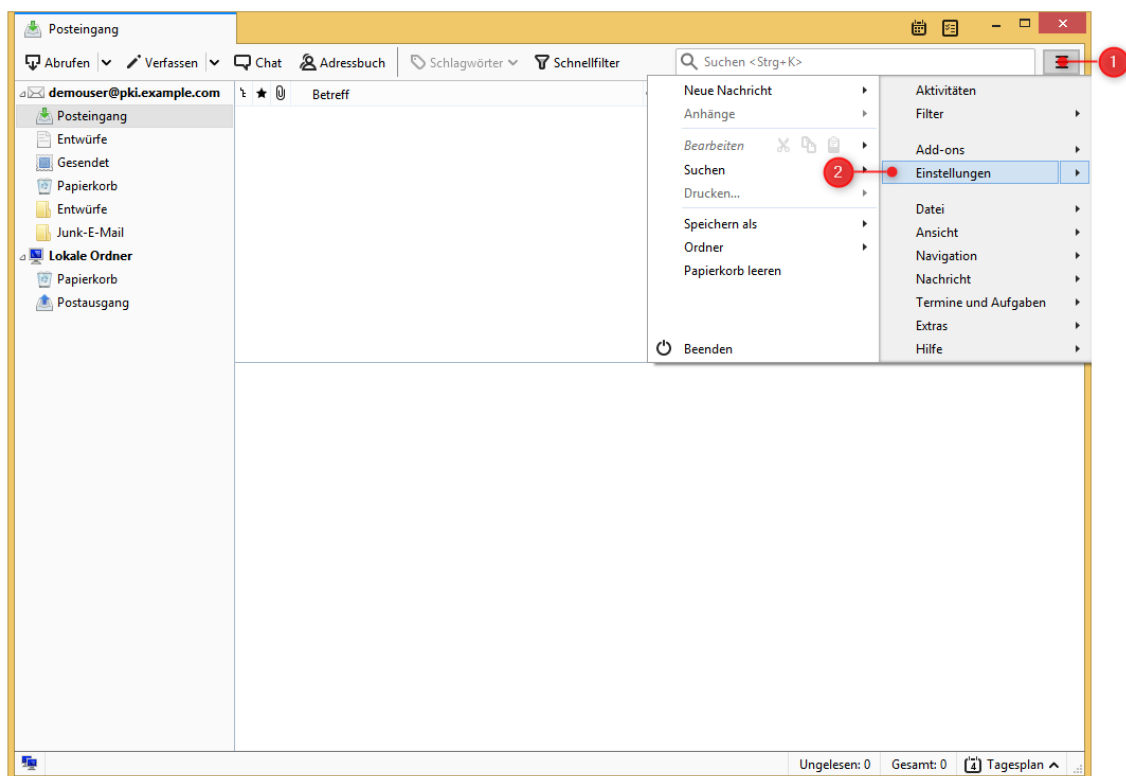 Posteingang
Abrufen Verfassen Chat Adressbuch Schlagwörter Schnellfilter Suchen <Strg+K>
1
demouser@pki.example.com
Posteingang
Entwürfe
Gesendet
Papierkorb
Entwürfe
Junk-E-Mail
Lokale Ordner
Papierkorb
Postausgang
Betreff
Neue Nachricht
Anhänge
Bearbeiten
Suchen
Drucken...
Speichern als
Ordner
Papierkorb leeren
Beenden
Aktivitäten
Filter
Add-ons
2
Einstellungen
Datei
Ansicht
Navigation
Nachricht
Termine und Aufgaben
Extras
Hilfe
Ungelesen: 0 Gesamt: 0 4 Tagesplan